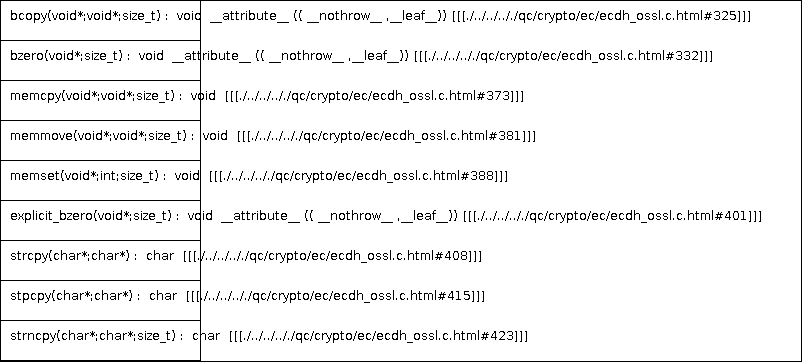 bcopy(void*;void*;size_t) :  void  __attribute__ (( __nothrow__ ,__leaf__)) [[[./../../.././qc/crypto/ec/ecdh_ossl.c.html#325]]]
bzero(void*;size_t) :  void  __attribute__ (( __nothrow__ ,__leaf__)) [[[./../../.././qc/crypto/ec/ecdh_ossl.c.html#332]]]
memcpy(void*;void*;size_t) :  void  [[[./../../.././qc/crypto/ec/ecdh_ossl.c.html#373]]]
memmove(void*;void*;size_t) :  void  [[[./../../.././qc/crypto/ec/ecdh_ossl.c.html#381]]]
memset(void*;int;size_t) :  void  [[[./../../.././qc/crypto/ec/ecdh_ossl.c.html#388]]]
explicit_bzero(void*;size_t) :  void  __attribute__ (( __nothrow__ ,__leaf__)) [[[./../../.././qc/crypto/ec/ecdh_ossl.c.html#401]]]
strcpy(char*;char*) :  char  [[[./../../.././qc/crypto/ec/ecdh_ossl.c.html#408]]]
stpcpy(char*;char*) :  char  [[[./../../.././qc/crypto/ec/ecdh_ossl.c.html#415]]]
strncpy(char*;char*;size_t) :  char  [[[./../../.././qc/crypto/ec/ecdh_ossl.c.html#423]]]